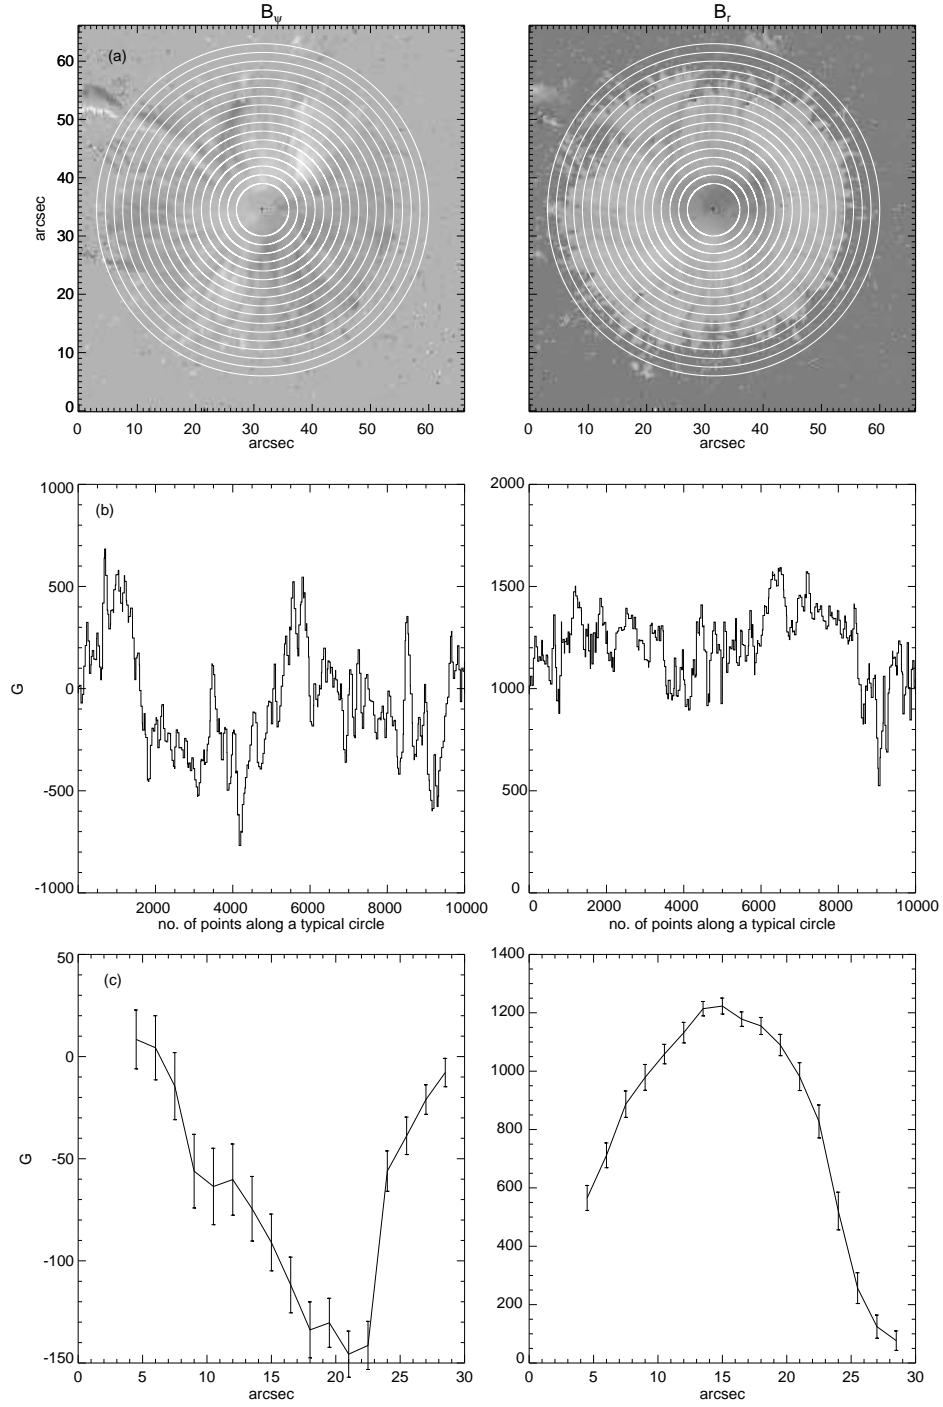 Bψ
Br
(a)
60
50
40
30
20
10
0
arcsec
0 10 20 30 40 50 60
0 10 20 30 40 50 60
arcsec
arcsec
1000
500
0
-500
-1000
G
(b)
2000
1500
1000
500
0
2000 4000 6000 8000 10000
0 2000 4000 6000 8000 10000
no. of points along a typical circle
no. of points along a typical circle
50
0
-50
-100
-150
G
(c)
1400
1200
1000
800
600
400
200
0
0 5 10 15 20 25 30
0 5 10 15 20 25 30
arcsec
arcsec